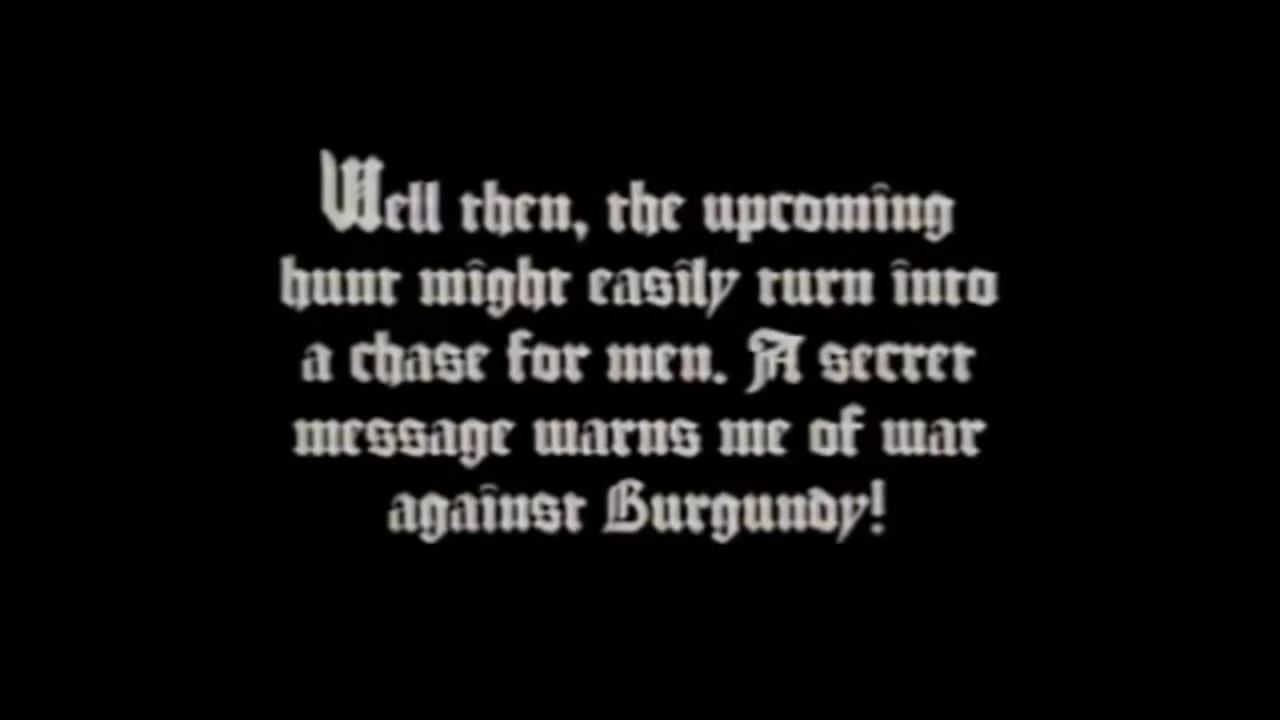 Well then, the upcoming
hunt might easily turn into
a chase for men. A secret
message warns me of war
against Burgundy!